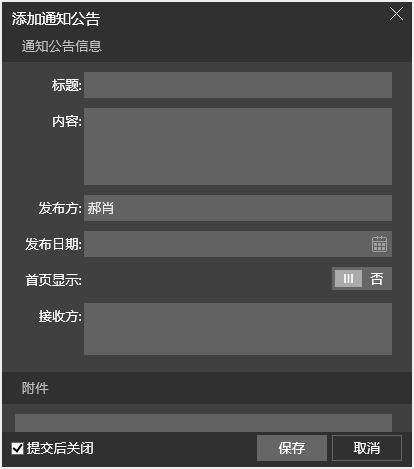 添加通知公告
通知公告信息
标题:
内容:
发布方: 郝肖
发布日期:
首页显示: 否
接收方:
附件
提交后关闭 保存 取消